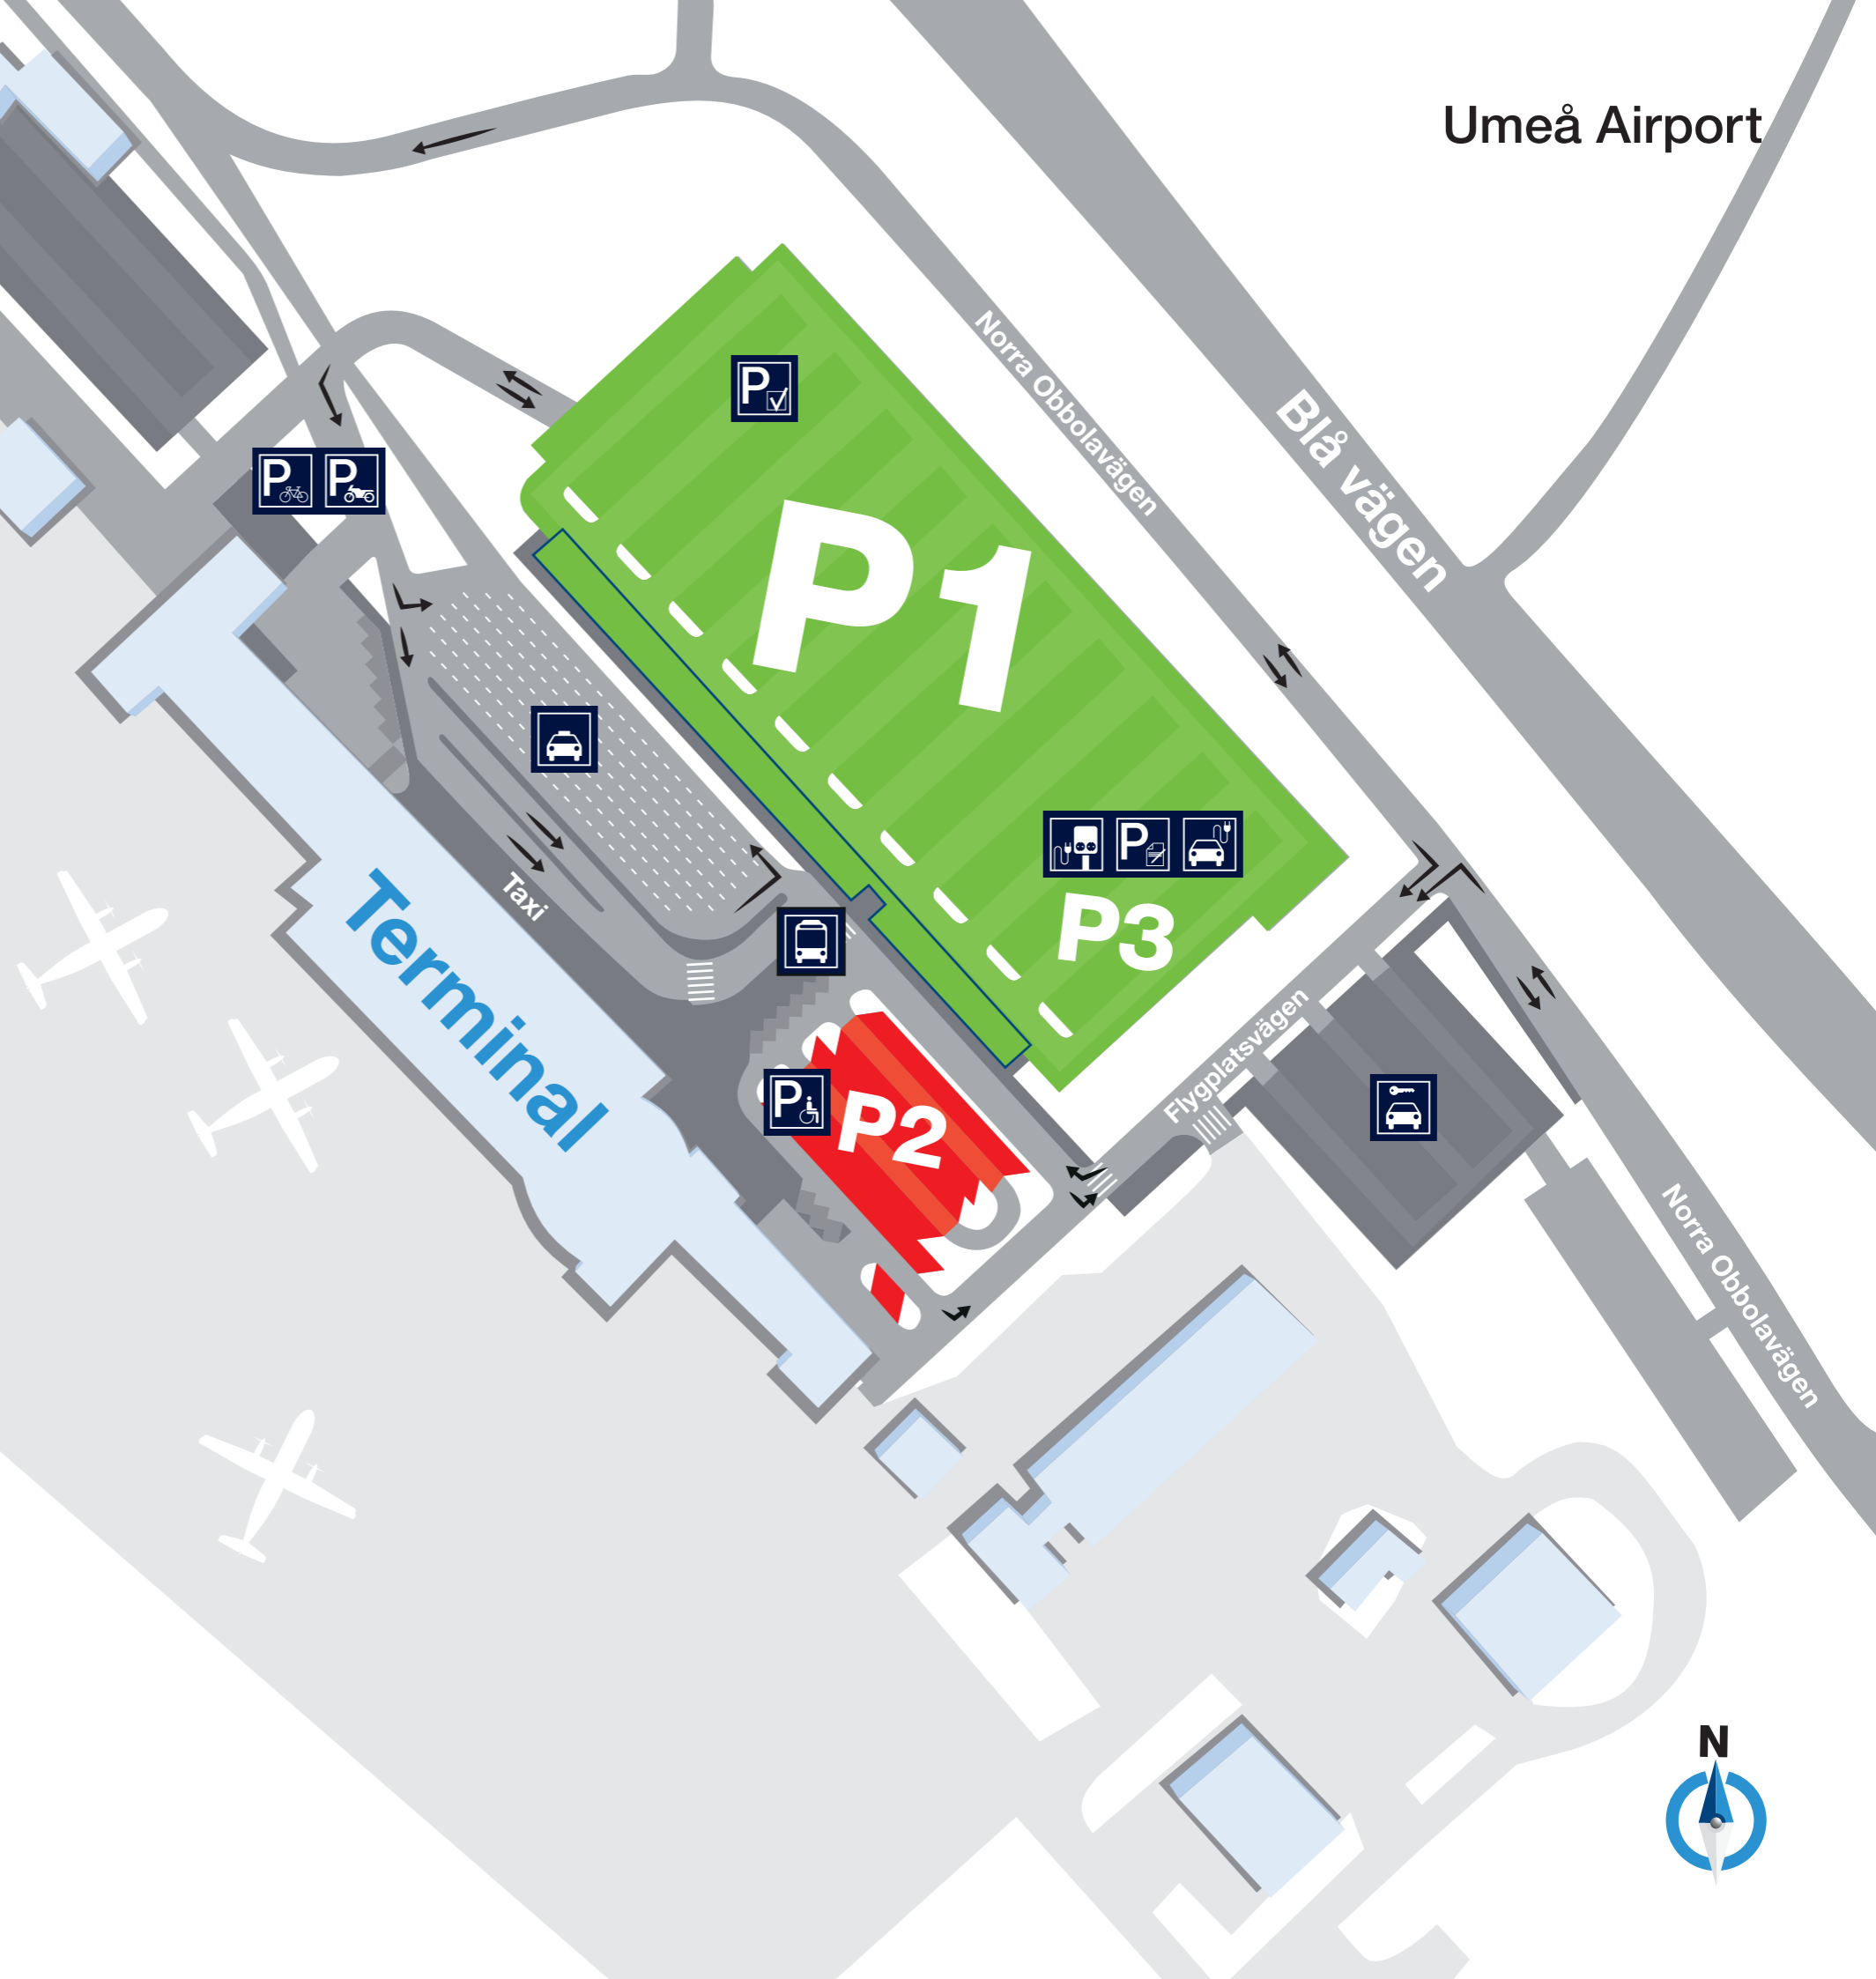 Umeå Airport
Norra Obbolavägen
Blå vägen
P
P
P
P1
P
P3
Taxi
Terminal
P
P2
Flygplatsvägen
Norra Obbolavägen
N